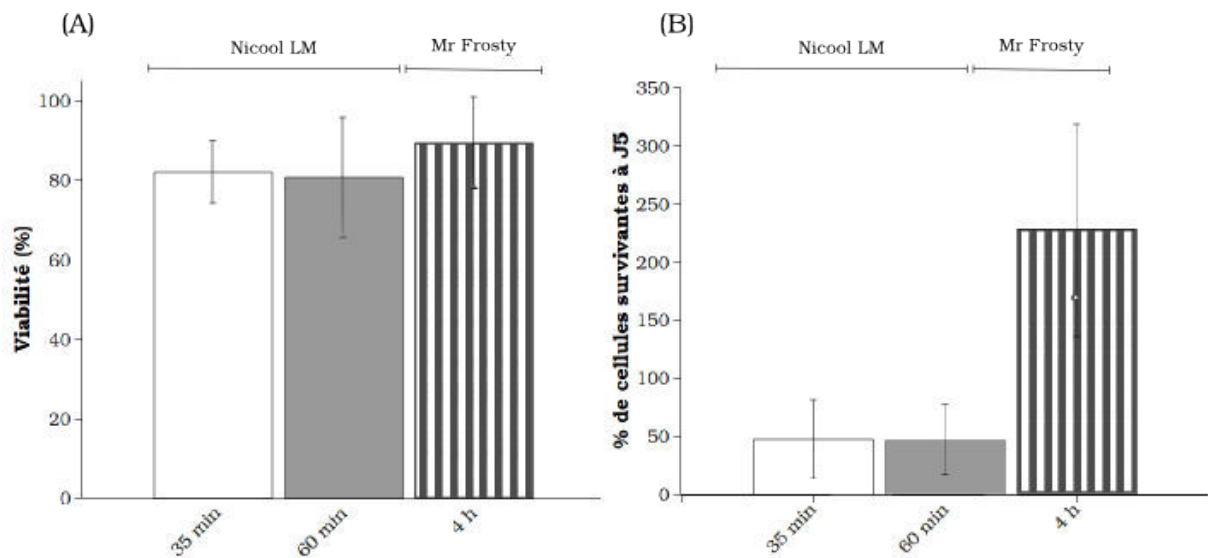 (A)
Nicool LM
Mr Frosty
Viabilité (%)
100
80
60
40
20
0
35 min
60 min
4 h
(B)
Nicool LM
Mr Frosty
% de cellules survivantes à J5
350
300
250
200
150
100
50
0
35 min
60 min
4 h